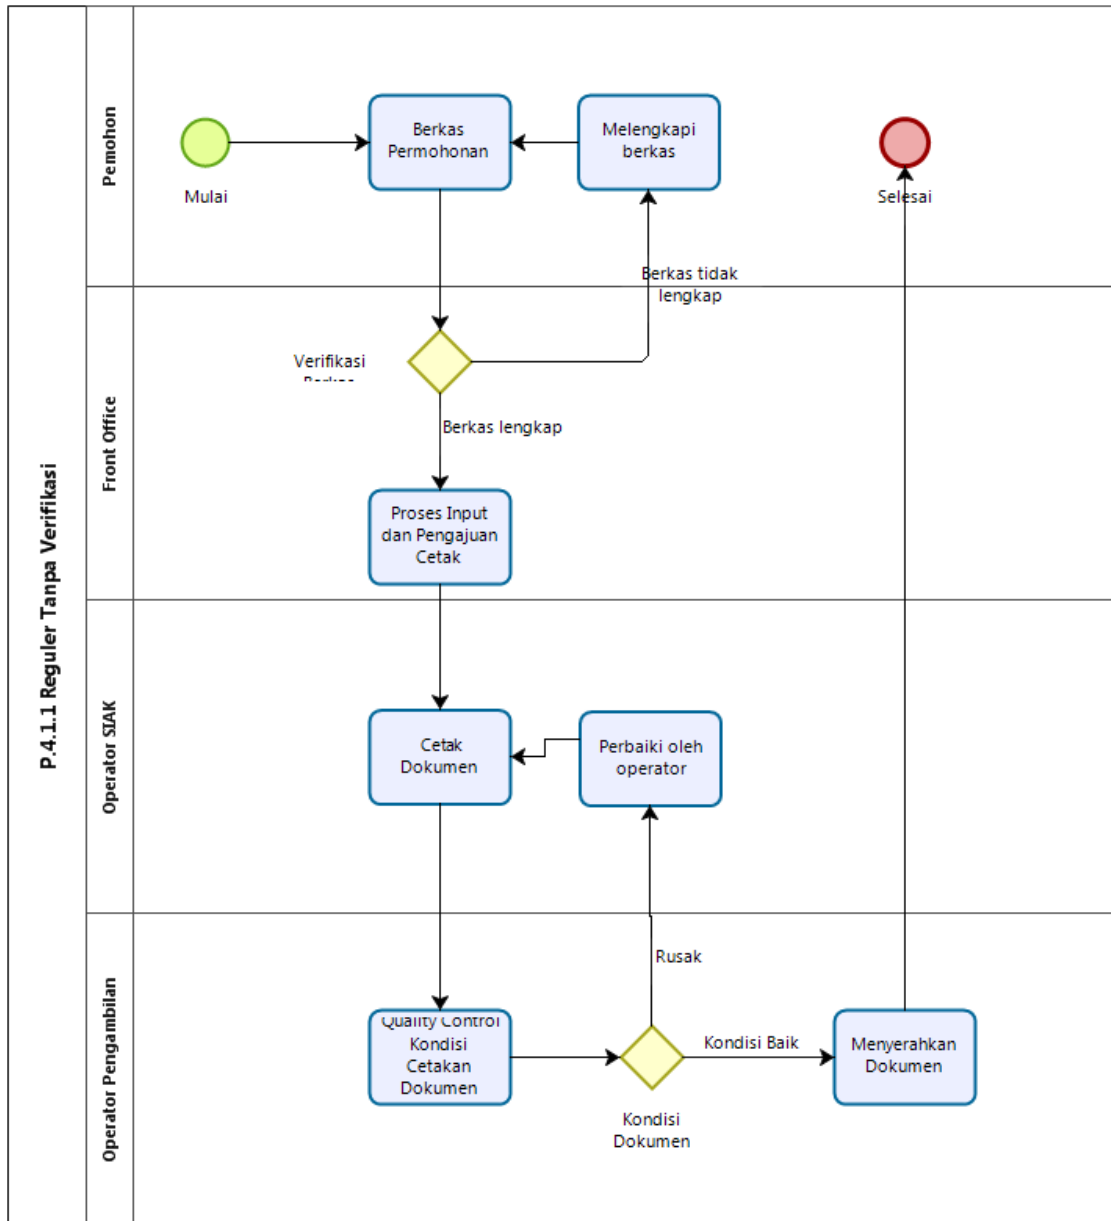 P.4.1.1 Reguler Tanpa Verifikasi
Pemohon
Mulai
Berkas
Permohonan
Melengkapi
berkas
Selesai
Berkas tidak
lengkap
Front Office
Verifikasi
Berkas lengkap
Proses Input
dan Pengajuan
Cetak
Operator SIAK
Cetak
Dokumen
Perbaiki oleh
operator
Operator Pengambilan
Rusak
Quality Control
Kondisi
Cetakan
Dokumen
Kondisi Baik
Menyerahkan
Dokumen
Kondisi
Dokumen